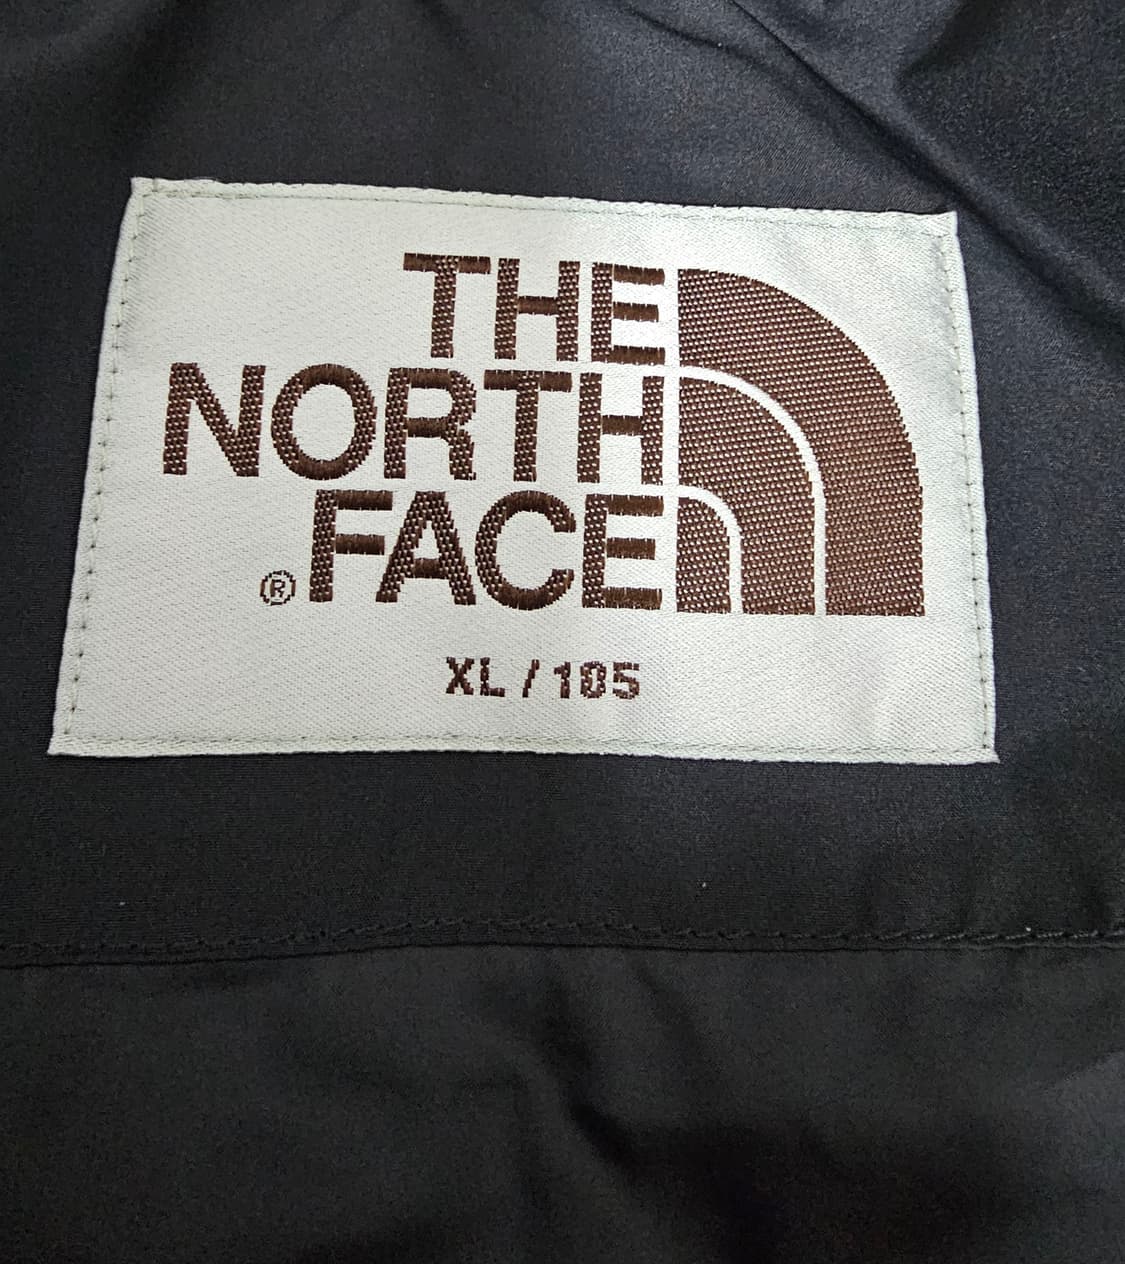 THE
NORTH
FACE
®
XL / 105